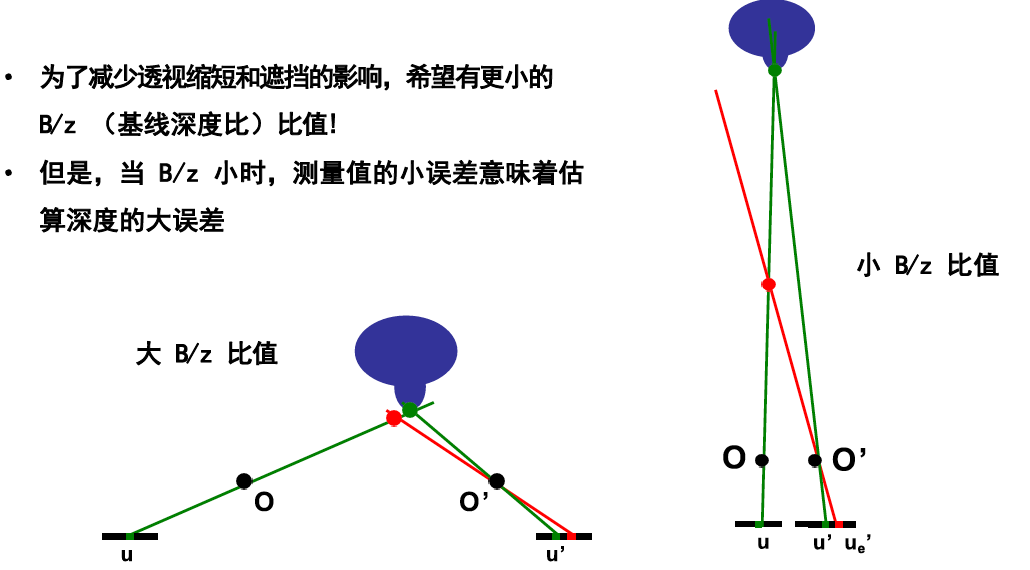 • 为了减少透视缩短和遮挡的影响，希望有更小的
B/z （基线深度比）比值!
• 但是，当 B/z 小时，测量值的小误差意味着估
算深度的大误差
小 B/z 比值
大 B/z 比值
O O’
O O’
u u’ ue’
u u’